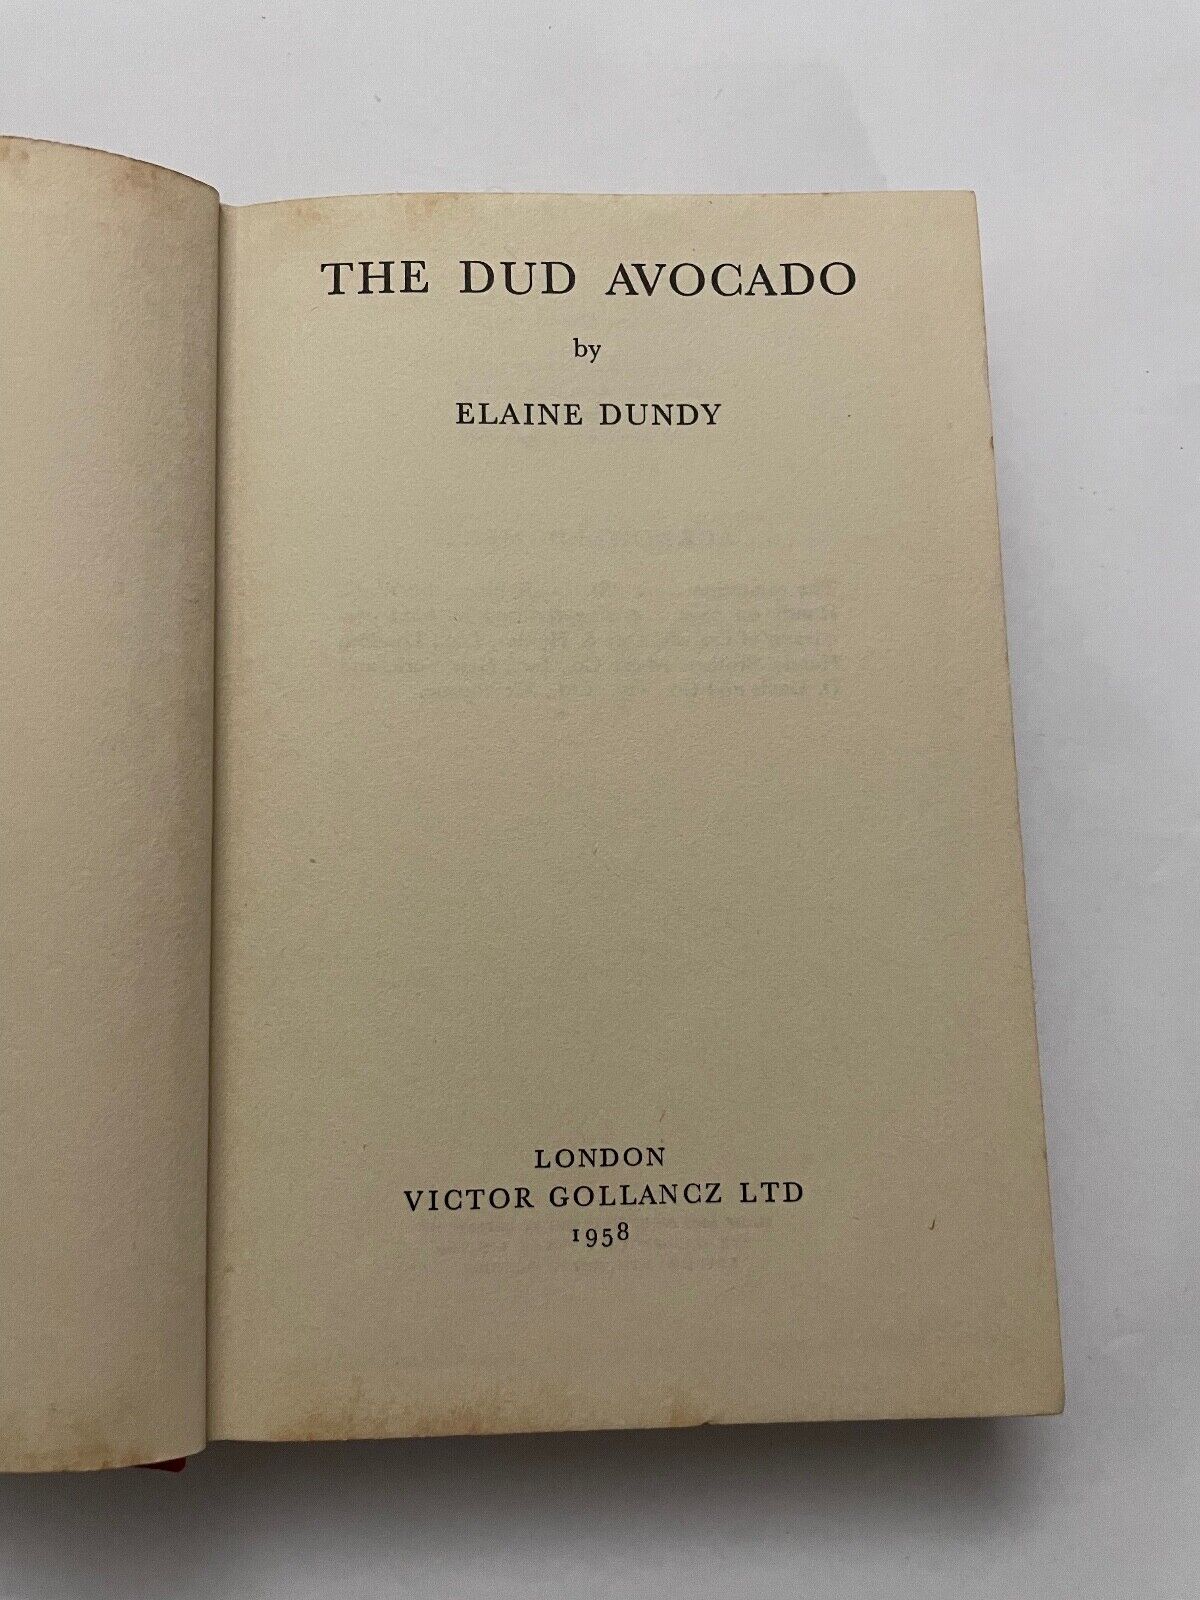 THE DUD AVOCADO
by
ELAINE DUNDY
LONDON
VICTOR GOLLANCZ LTD
1958